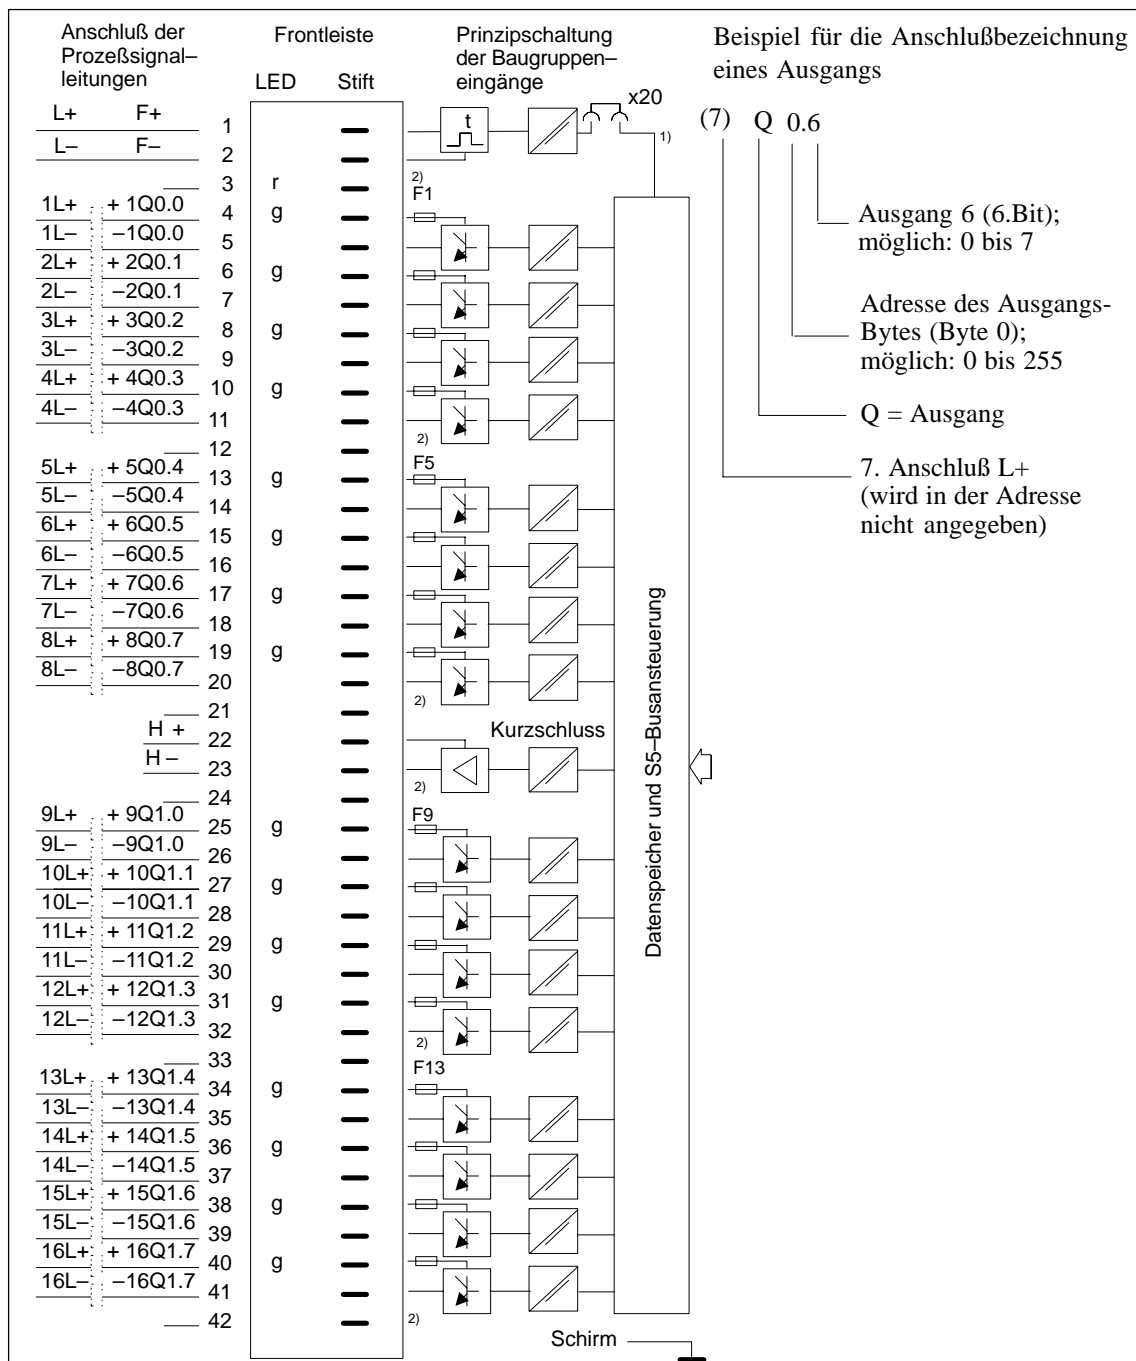 Anschluß der
Prozeßsignal–
leitungen
Frontleiste
LED Stift
Prinzipschaltung
der Baugruppen–
eingänge
Beispiel für die Anschlußbezeichnung
eines Ausgangs
(7) Q 0.6
Ausgang 6 (6.Bit);
möglich: 0 bis 7
Adresse des Ausgangs-
Bytes (Byte 0);
möglich: 0 bis 255
Q = Ausgang
7. Anschluß L+
(wird in der Adresse
nicht angegeben)
L+ F+ 1 t x20
1)
L– F– 2
3 r 2)
F1
1L+ + 1Q0.0 4 g
1L– –1Q0.0 5
2L+ + 2Q0.1 6 g
2L– –2Q0.1 7
3L+ + 3Q0.2 8 g
3L– –3Q0.2 9
4L+ + 4Q0.3 10 g
4L– –4Q0.3 11
2)
12
F5
5L+ + 5Q0.4 13 g
5L– –5Q0.4 14
6L+ + 6Q0.5 15 g
6L– –6Q0.5 16
7L+ + 7Q0.6 17 g
7L– –7Q0.6 18
8L+ + 8Q0.7 19 g
8L– –8Q0.7 20
2)
21
H + 22 Kurzschluss
H – 23
2)
24
F9
9L+ + 9Q1.0 25 g
9L– –9Q1.0 26
10L+ + 10Q1.1 27 g
10L– –10Q1.1 28
11L+ + 11Q1.2 29 g
11L– –11Q1.2 30
12L+ + 12Q1.3 31 g
12L– –12Q1.3 32
2)
33
F13
13L+ + 13Q1.4 34 g
13L– –13Q1.4 35
14L+ + 14Q1.5 36 g
14L– –14Q1.5 37
15L+ + 15Q1.6 38 g
15L– –15Q1.6 39
16L+ + 16Q1.7 40 g
16L– –16Q1.7 41
42 2)
Datenspeicher und S5–Busansteuerung
Schirm